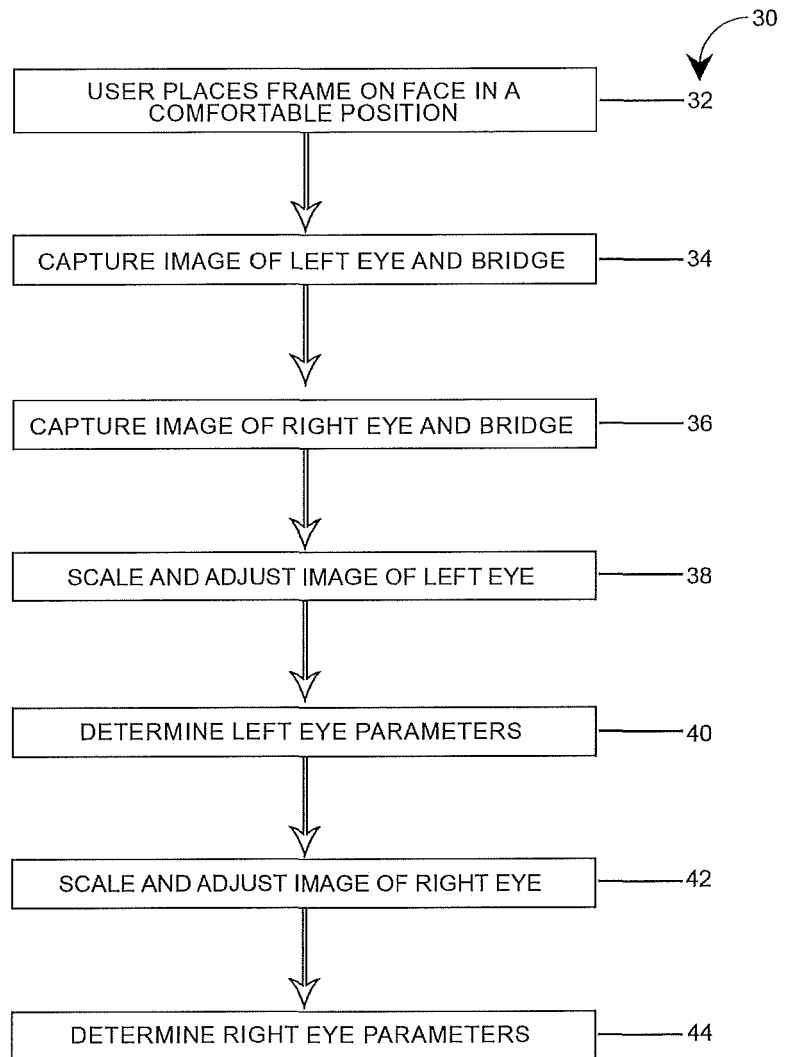 30
USER PLACES FRAME ON FACE IN A
COMFORTABLE POSITION
32
CAPTURE IMAGE OF LEFT EYE AND BRIDGE
34
CAPTURE IMAGE OF RIGHT EYE AND BRIDGE
36
SCALE AND ADJUST IMAGE OF LEFT EYE
38
DETERMINE LEFT EYE PARAMETERS
40
SCALE AND ADJUST IMAGE OF RIGHT EYE
42
DETERMINE RIGHT EYE PARAMETERS
44